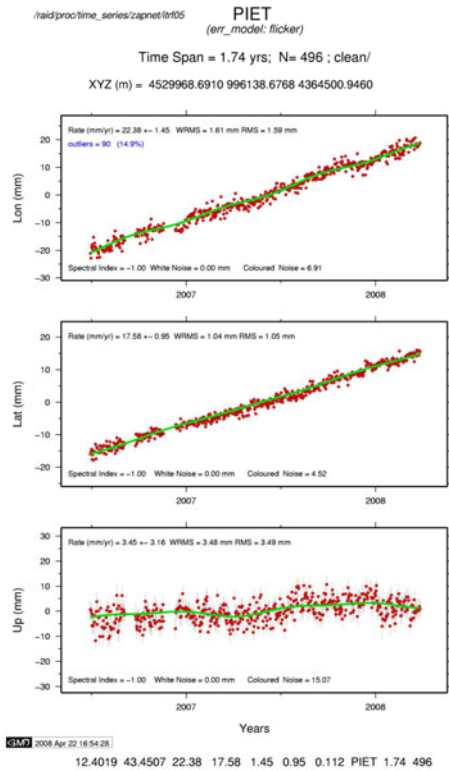 /raid/proc/time_series/zapnet/itrf05
PIET
(err_model: flicker)
Time Span = 1.74 yrs; N= 496 ; clean/
XYZ (m) = 4529968.6910 996138.6768 4364500.9460
Rate (mm/yr) = 22.38 +− 1.45 WRMS = 1.61 mm RMS = 1.59 mm
outliers = 90 (14.9%)
20
10
0
−10
−20
−30
Lon (mm)
Spectral Index = −1.00 White Noise = 0.00 mm Coloured Noise = 6.91
2007 2008
Rate (mm/yr) = 17.58 +− 0.95 WRMS = 1.04 mm RMS = 1.05 mm
20
10
0
−10
−20
Lat (mm)
Spectral Index = −1.00 White Noise = 0.00 mm Coloured Noise = 4.52
2007 2008
Rate (mm/yr) = 3.45 +− 3.16 WRMS = 3.48 mm RMS = 3.49 mm
30
20
10
0
−10
−20
−30
Up (mm)
Spectral Index = −1.00 White Noise = 0.00 mm Coloured Noise = 15.07
2007 2008
Years
GMD 2008 Apr 22 16:54:28
12.4019 43.4507 22.38 17.58 1.45 0.95 0.112 PIET 1.74 496